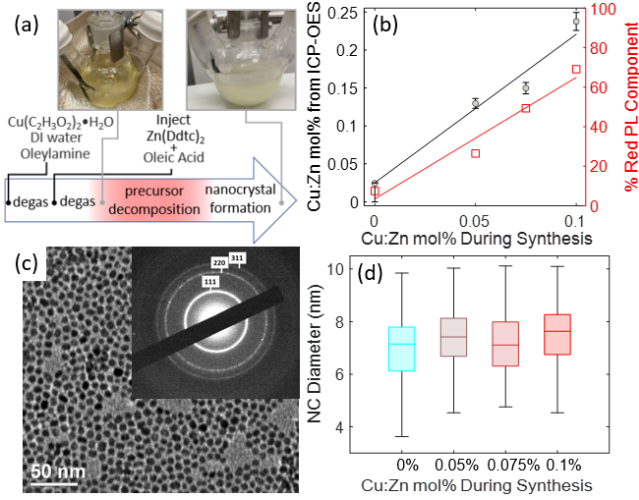 (a)
Cu(C₂H₃O₂)₂•H₂O
DI water
Oleylamine
Inject
Zn(Ddtc)₂
+
Oleic Acid
degas
degas
precursor
decomposition
nanocrystal
formation
(b)
Cu:Zn mol% from ICP-OES
0.2
0.15
0.1
0.05
0
0
0.05
0.1
Cu:Zn mol% During Synthesis
100
80
60
40
20
0
% Red PL Component
(c)
111
220
311
50 nm
(d)
NC Diameter (nm)
10
8
6
4
0%
0.05%
0.075%
0.1%
Cu:Zn mol% During Synthesis